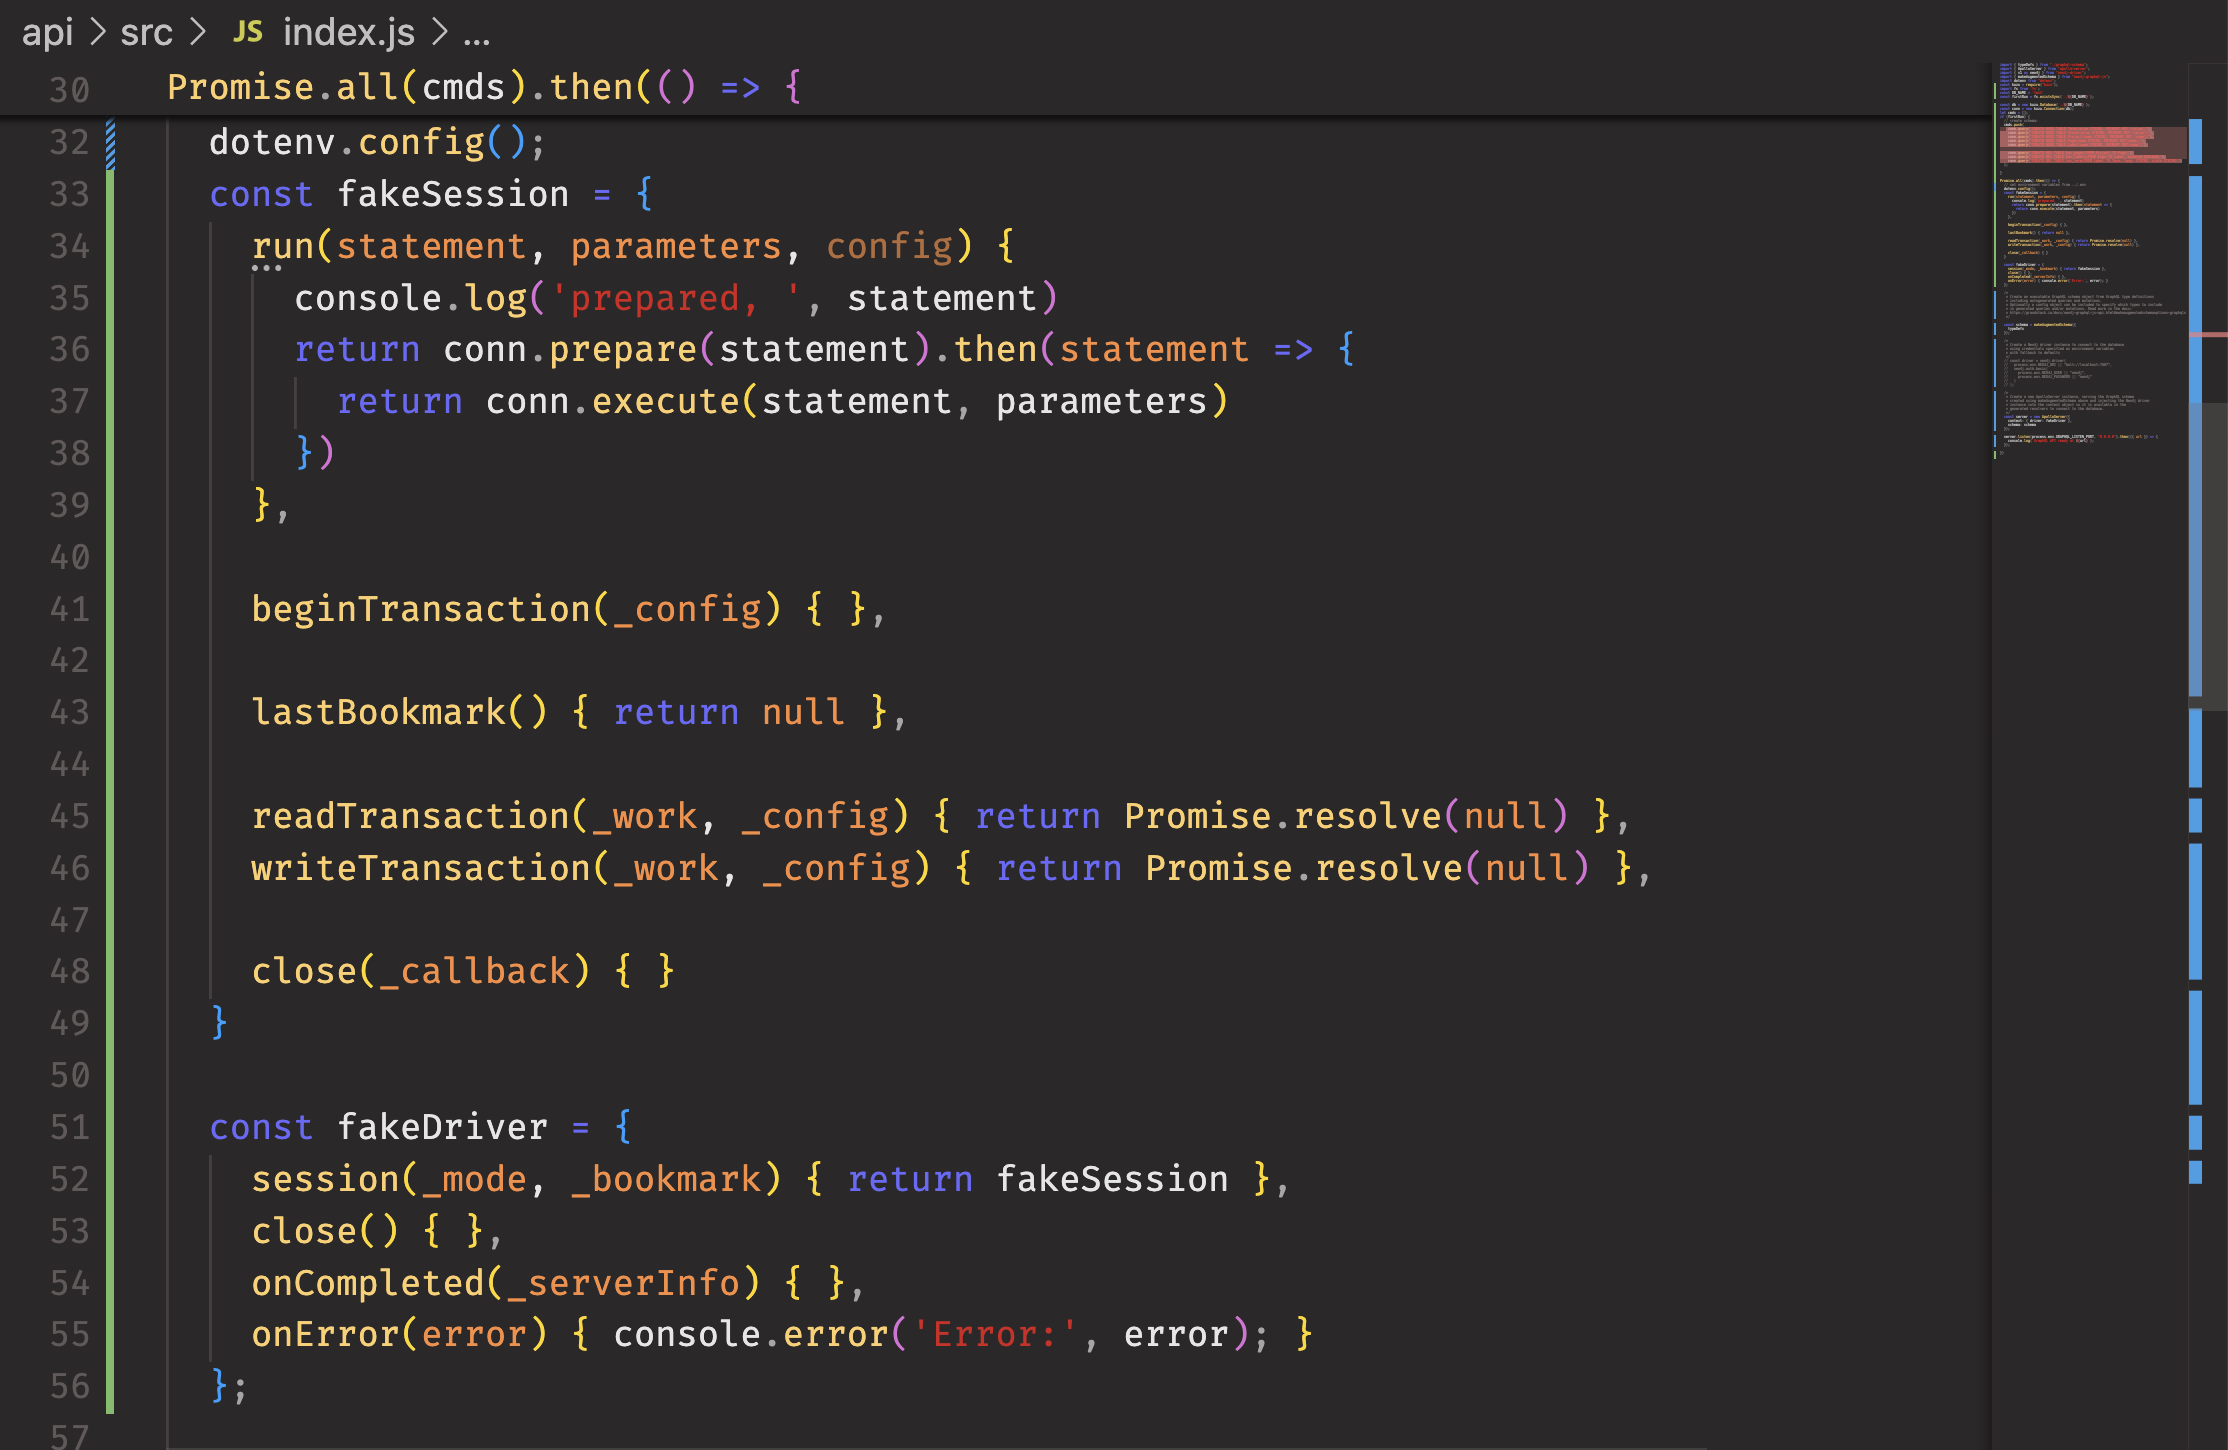 api > src > JS index.js > ...
30 Promise.all(cmds).then(() => {
32 dotenv.config();
33 const fakeSession = {
34 run(statement, parameters, config) {
35 console.log('prepared, ', statement)
36 return conn.prepare(statement).then(statement => {
37 return conn.execute(statement, parameters)
38 })
39 },
40
41 beginTransaction(_config) { },
42
43 lastBookmark() { return null },
44
45 readTransaction(_work, _config) { return Promise.resolve(null) },
46 writeTransaction(_work, _config) { return Promise.resolve(null) },
47
48 close(_callback) { }
49 }
50
51 const fakeDriver = {
52 session(_mode, _bookmark) { return fakeSession },
53 close() { },
54 onCompleted(_serverInfo) { },
55 onError(error) { console.error('Error:', error); }
56 };
57